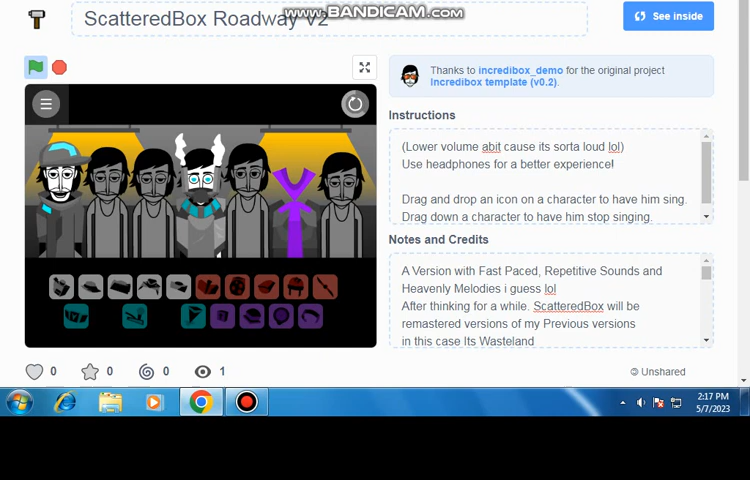 www.BANDICAM.com
ScatteredBox Roadway V2
See inside
Thanks to incredibox_demo for the original project
Incredibox template (v0.2).
Instructions
(Lower volume abit cause its sorta loud lol)
Use headphones for a better experience!
Drag and drop an icon on a character to have him sing.
Drag down a character to have him stop singing.
Notes and Credits
A Version with Fast Paced, Repetitive Sounds and
Heavenly Melodies i guess lol
After thinking for a while. ScatteredBox will be
remastered versions of my Previous versions
in this case Its Wasteland
0 0 0 1
Unshared
2:17 PM
5/7/2023